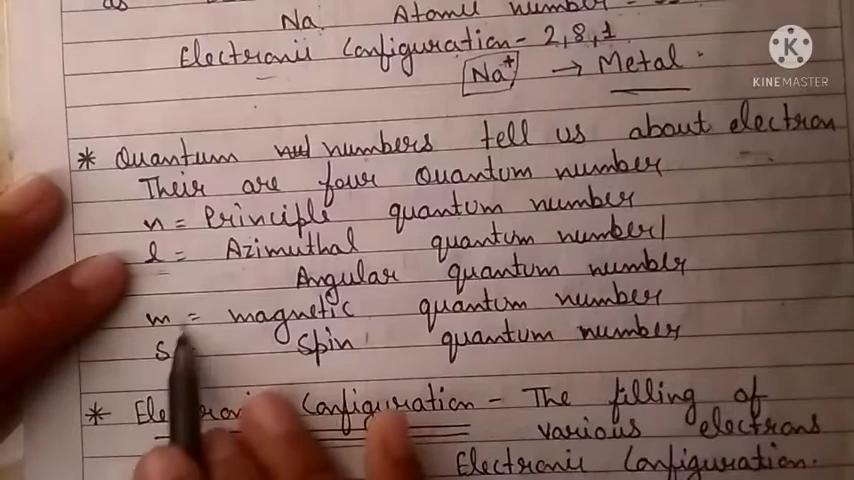 as
Na Atomic number =
Electronic Configuration - 2,8,1
Na+ → Metal
* Quantum numbers tell us about electron
Their are four Quantum number
n = Principle quantum number
l = Azimuthal quantum number/
Angular quantum number
m = magnetic quantum number
s spin quantum number
* Configuration - The filling of
various electrons
Electronic Configuration.
K
KINEMASTER